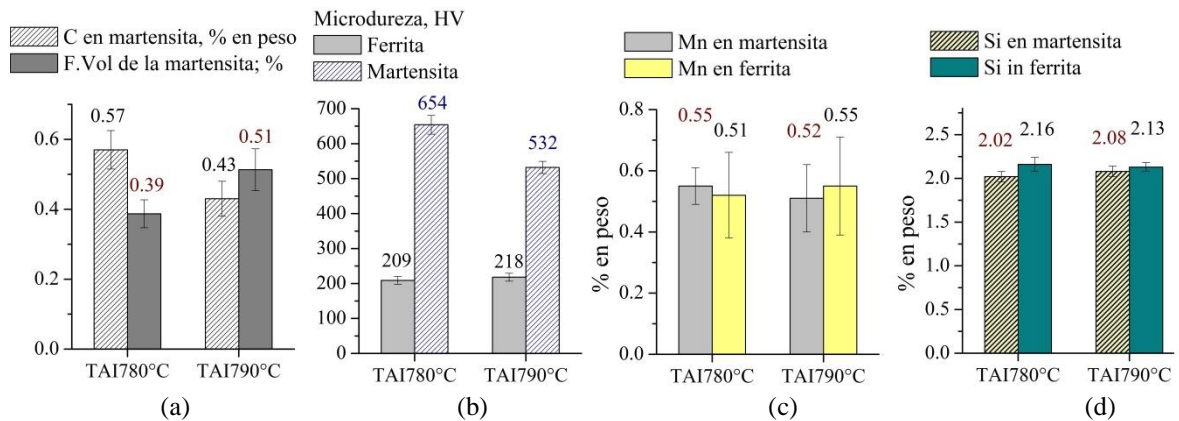 C en martensita, % en peso
F.Vol de la martensita; %
0.57
0.39
0.43
0.51
0.6
0.4
0.2
0.0
TAI780°C
TAI790°C
(a)
Microdureza, HV
Ferrita
Martensita
700
600
500
400
300
200
100
0
209
654
218
532
TAI780°C
TAI790°C
(b)
Mn en martensita
Mn en ferrita
% en peso
0.8
0.6
0.4
0.2
0.0
0.55
0.51
0.52
0.55
TAI780°C
TAI790°C
(c)
Si en martensita
Si in ferrita
% en peso
2.5
2.0
1.5
1.0
0.5
0.0
2.02
2.16
2.08
2.13
TAI780°C
TAI790°C
(d)